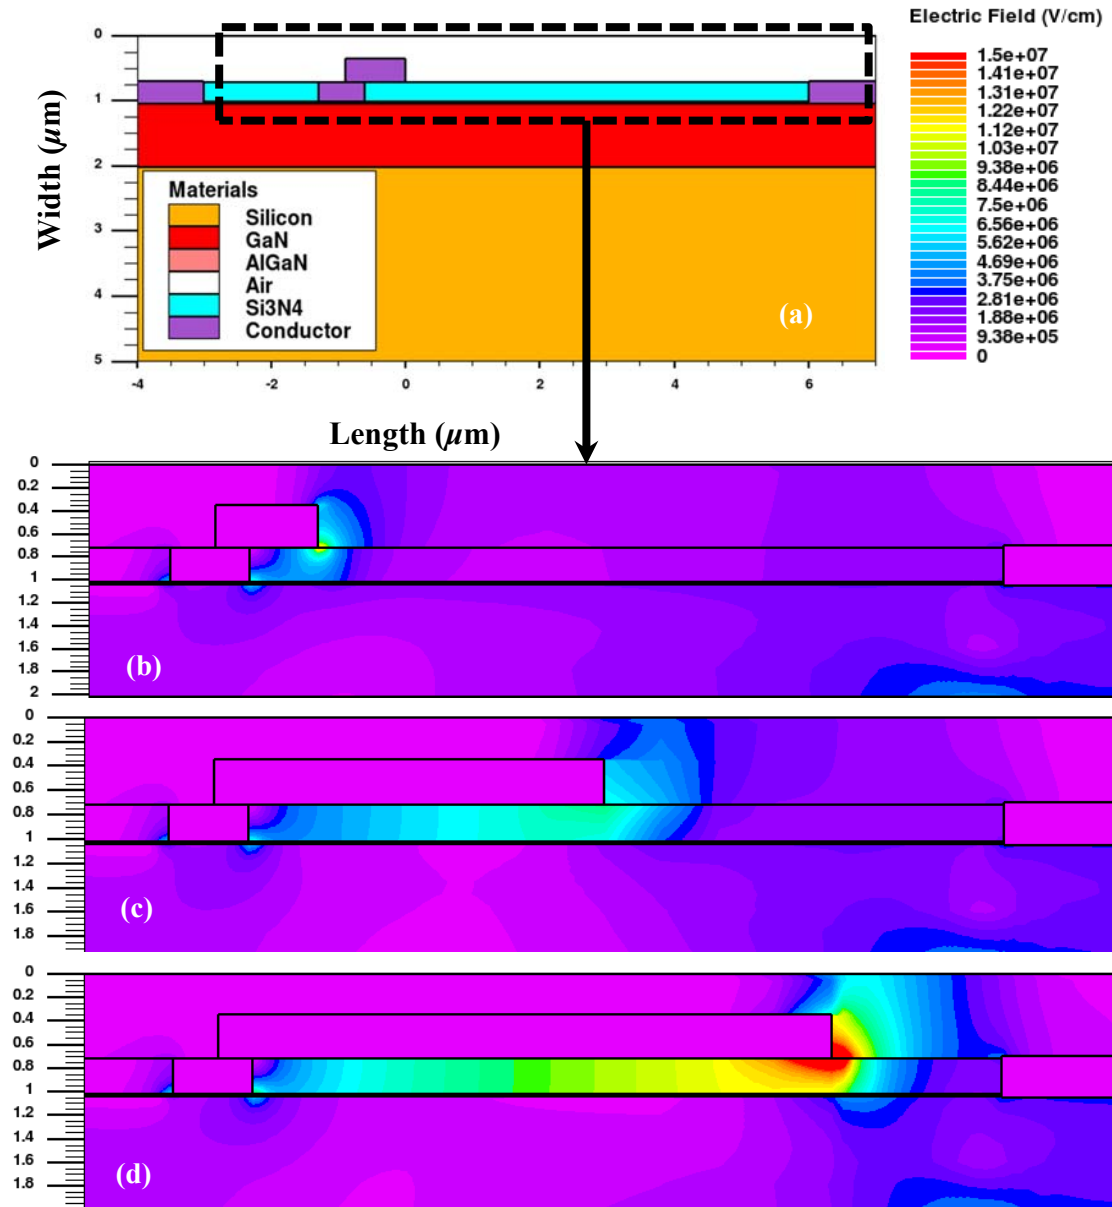 Electric Field (V/cm)
1.5e+07
1.41e+07
1.31e+07
1.22e+07
1.12e+07
1.03e+07
9.38e+06
8.44e+06
7.5e+06
6.56e+06
5.62e+06
4.69e+06
3.75e+06
2.81e+06
1.88e+06
9.38e+05
0
Width (µm)
0
1
2
3
4
5
Materials
Silicon
GaN
AlGaN
Air
Si3N4
Conductor
(a)
-4 -2 0 2 4 6
Length (µm)
0
0.2
0.4
0.6
0.8
1
1.2
1.4
1.6
1.8
2
(b)
0
0.2
0.4
0.6
0.8
1
1.2
1.4
1.6
1.8
(c)
0
0.2
0.4
0.6
0.8
1
1.2
1.4
1.6
1.8
(d)